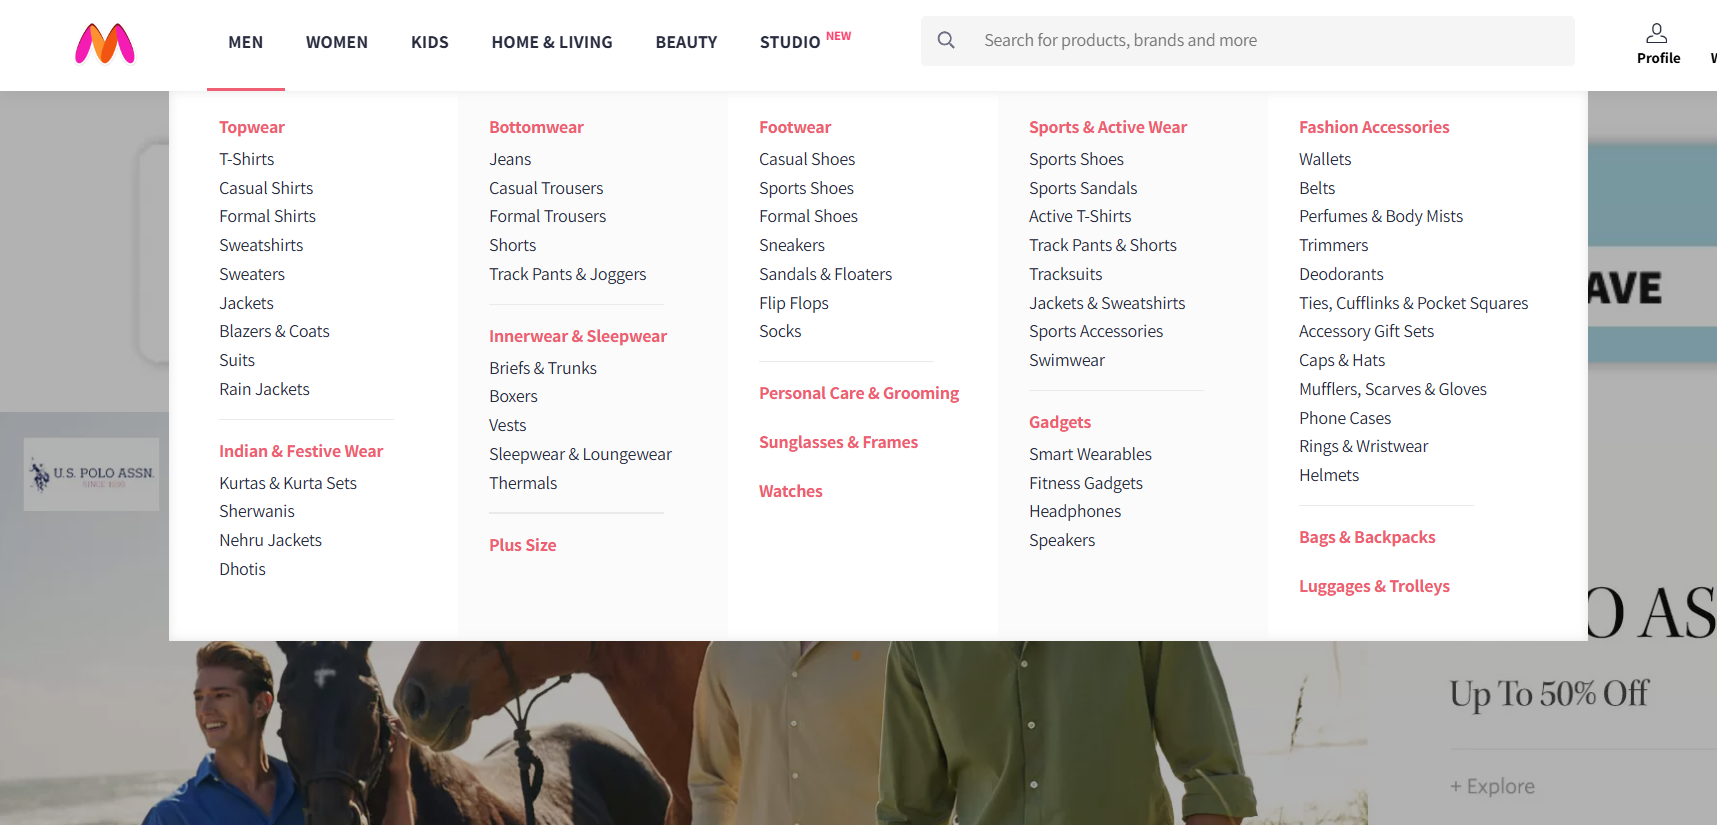 MEN
WOMEN
KIDS
HOME & LIVING
BEAUTY
STUDIO NEW
Search for products, brands and more
Profile
Topwear
T-Shirts
Casual Shirts
Formal Shirts
Sweatshirts
Sweaters
Jackets
Blazers & Coats
Suits
Rain Jackets
Indian & Festive Wear
Kurtas & Kurta Sets
Sherwanis
Nehru Jackets
Dhotis
Bottomwear
Jeans
Casual Trousers
Formal Trousers
Shorts
Track Pants & Joggers
Innerwear & Sleepwear
Briefs & Trunks
Boxers
Vests
Sleepwear & Loungewear
Thermals
Plus Size
Footwear
Casual Shoes
Sports Shoes
Formal Shoes
Sneakers
Sandals & Floaters
Flip Flops
Socks
Personal Care & Grooming
Sunglasses & Frames
Watches
Sports & Active Wear
Sports Shoes
Sports Sandals
Active T-Shirts
Track Pants & Shorts
Tracksuits
Jackets & Sweatshirts
Sports Accessories
Swimwear
Gadgets
Smart Wearables
Fitness Gadgets
Headphones
Speakers
Fashion Accessories
Wallets
Belts
Perfumes & Body Mists
Trimmers
Deodorants
Ties, Cufflinks & Pocket Squares
Accessory Gift Sets
Caps & Hats
Mufflers, Scarves & Gloves
Phone Cases
Rings & Wristwear
Helmets
Bags & Backpacks
Luggages & Trolleys
AVE
U.S. POLO ASSN.
SINCE 1890
O AS
Up To 50% Off
+ Explore